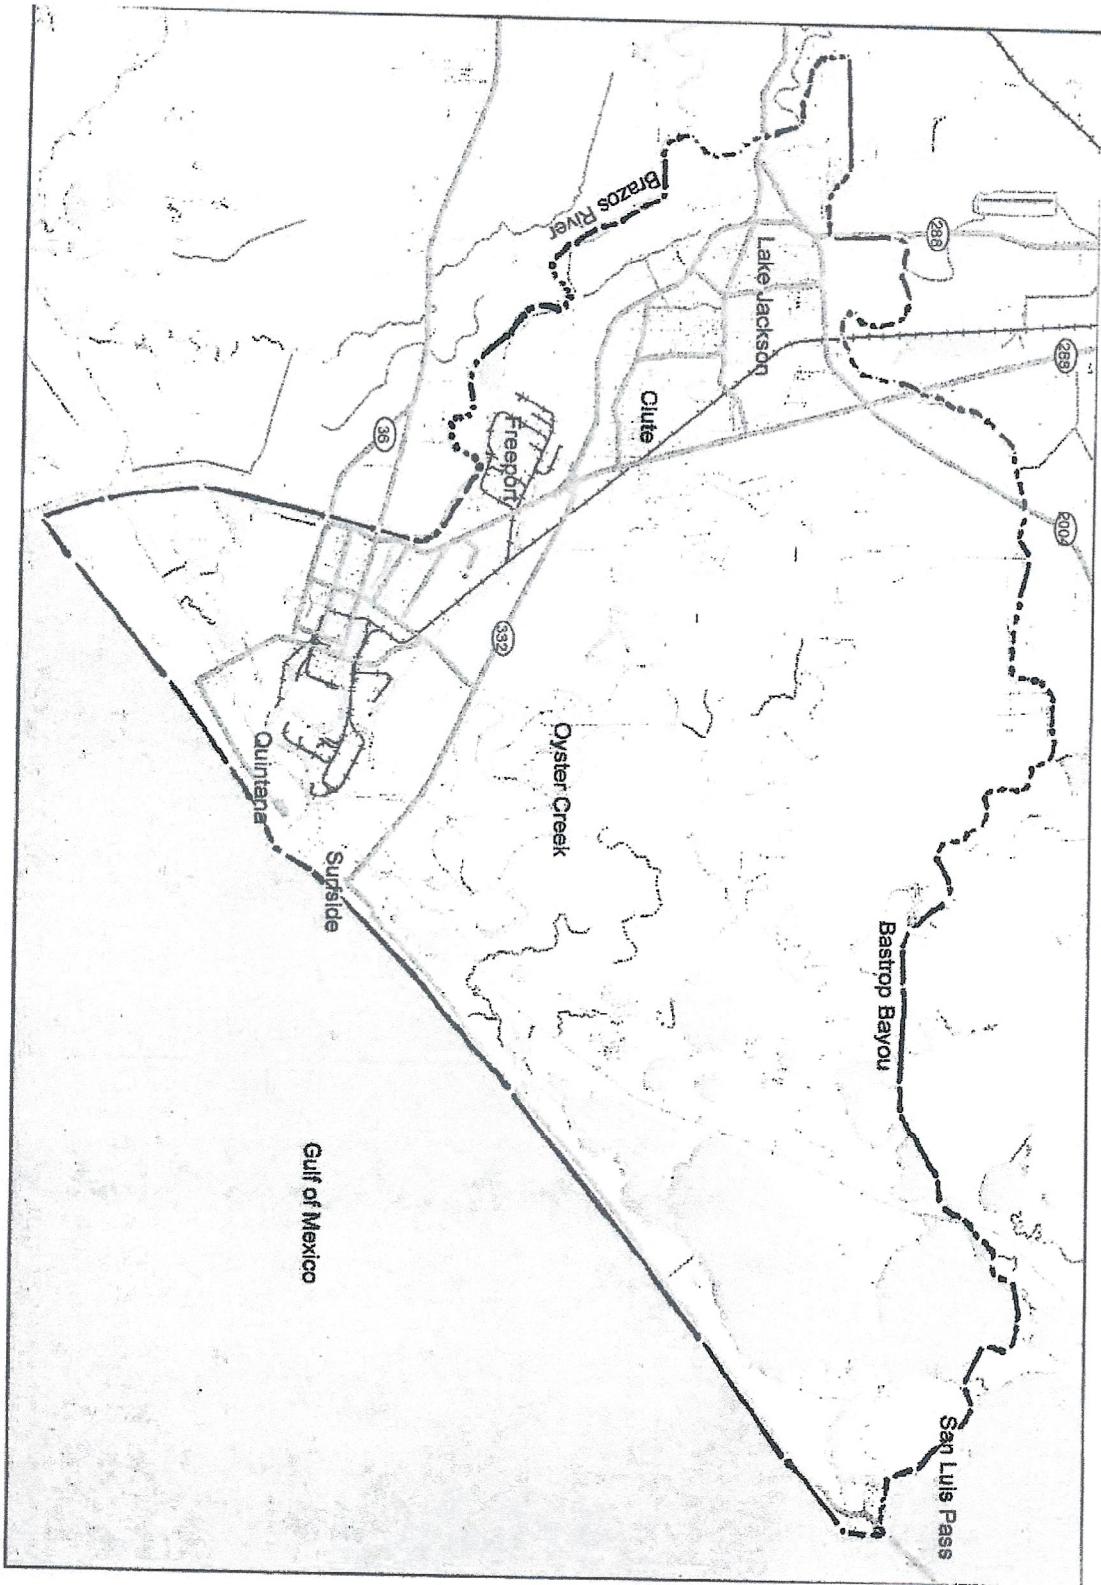 288
2004
288
San Luis Pass
Bastrop Bayou
Lake Jackson
Clute
Brazos River
Oyster Creek
Freeport
332
36
Surfside
Gulf of Mexico
Quintana